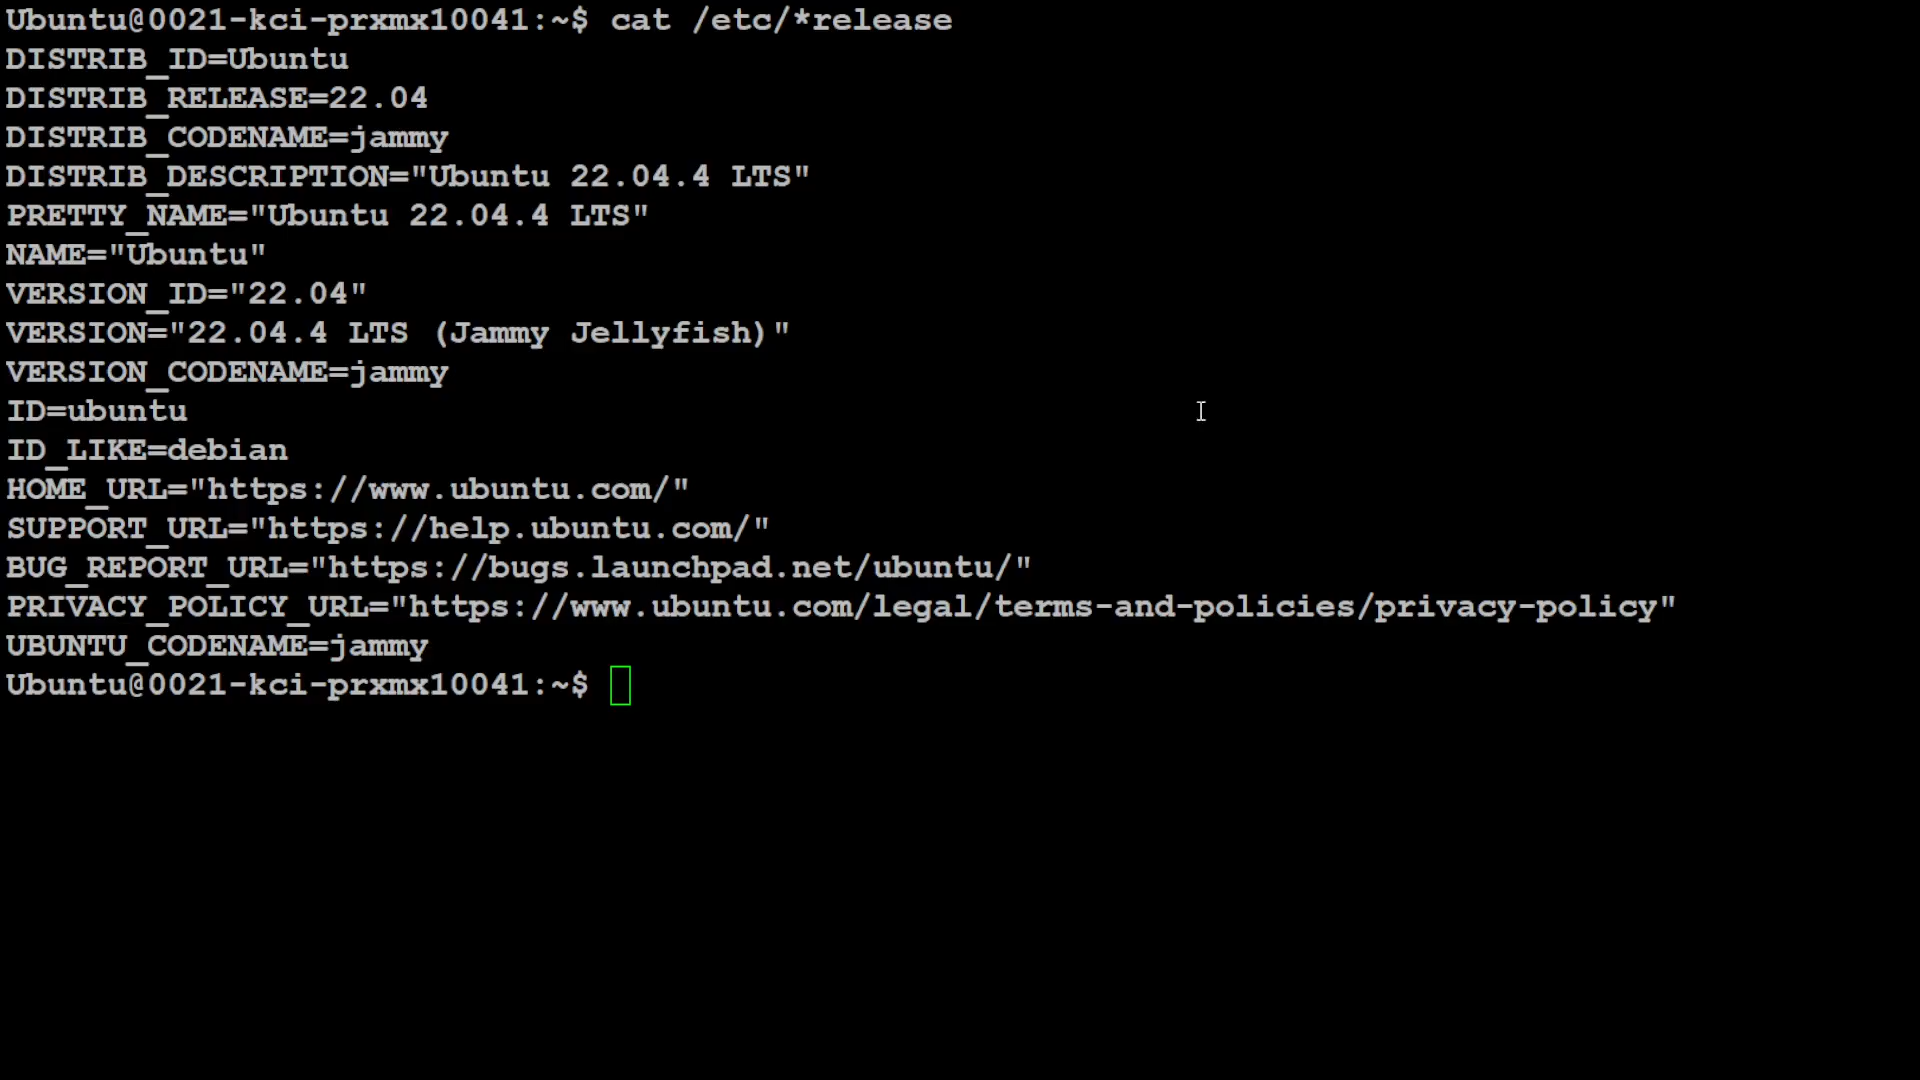 Ubuntu@0021-kci-prxmx10041:~$ cat /etc/*release
DISTRIB_ID=Ubuntu
DISTRIB_RELEASE=22.04
DISTRIB_CODENAME=jammy
DISTRIB_DESCRIPTION="Ubuntu 22.04.4 LTS"
PRETTY_NAME="Ubuntu 22.04.4 LTS"
NAME="Ubuntu"
VERSION_ID="22.04"
VERSION="22.04.4 LTS (Jammy Jellyfish)"
VERSION_CODENAME=jammy
ID=ubuntu
ID_LIKE=debian
HOME_URL="https://www.ubuntu.com/"
SUPPORT_URL="https://help.ubuntu.com/"
BUG_REPORT_URL="https://bugs.launchpad.net/ubuntu/"
PRIVACY_POLICY_URL="https://www.ubuntu.com/legal/terms-and-policies/privacy-policy"
UBUNTU_CODENAME=jammy
Ubuntu@0021-kci-prxmx10041:~$